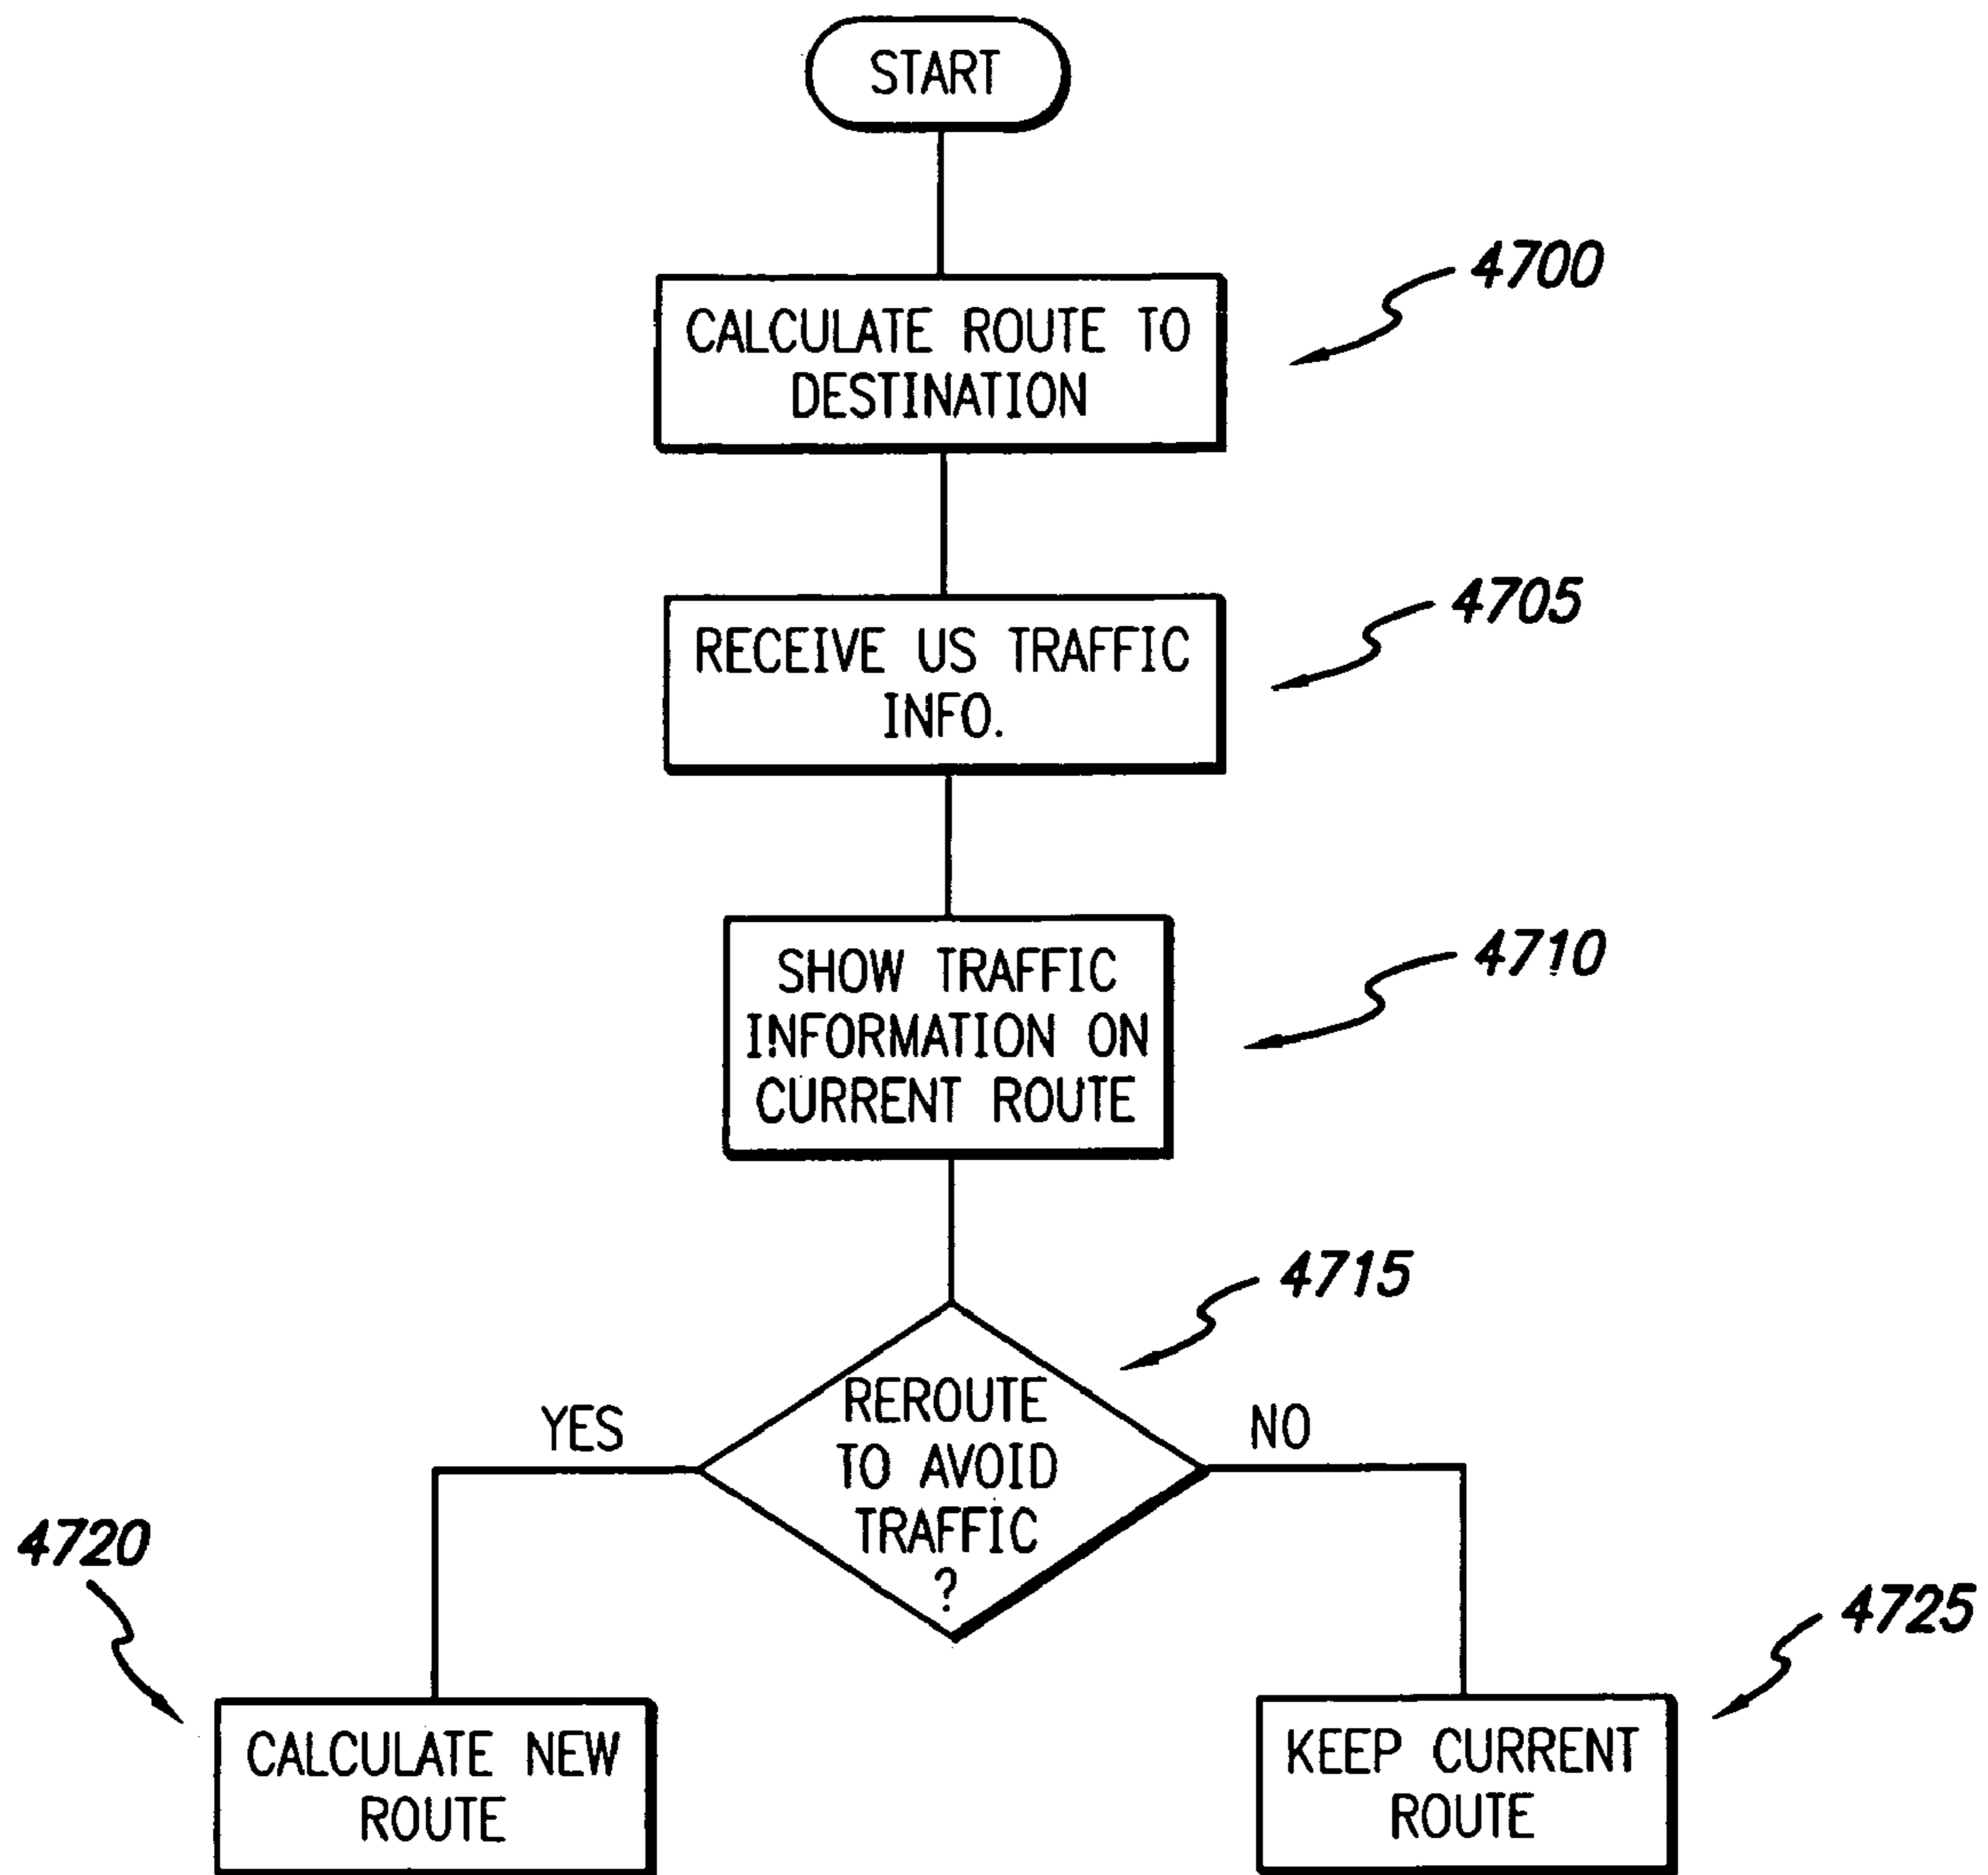 START
4700
CALCULATE ROUTE TO
DESTINATION
4705
RECEIVE US TRAFFIC
INFO.
4710
SHOW TRAFFIC
INFORMATION ON
CURRENT ROUTE
4715
REROUTE
TO AVOID
TRAFFIC
?
YES
NO
4720
4725
CALCULATE NEW
ROUTE
KEEP CURRENT
ROUTE